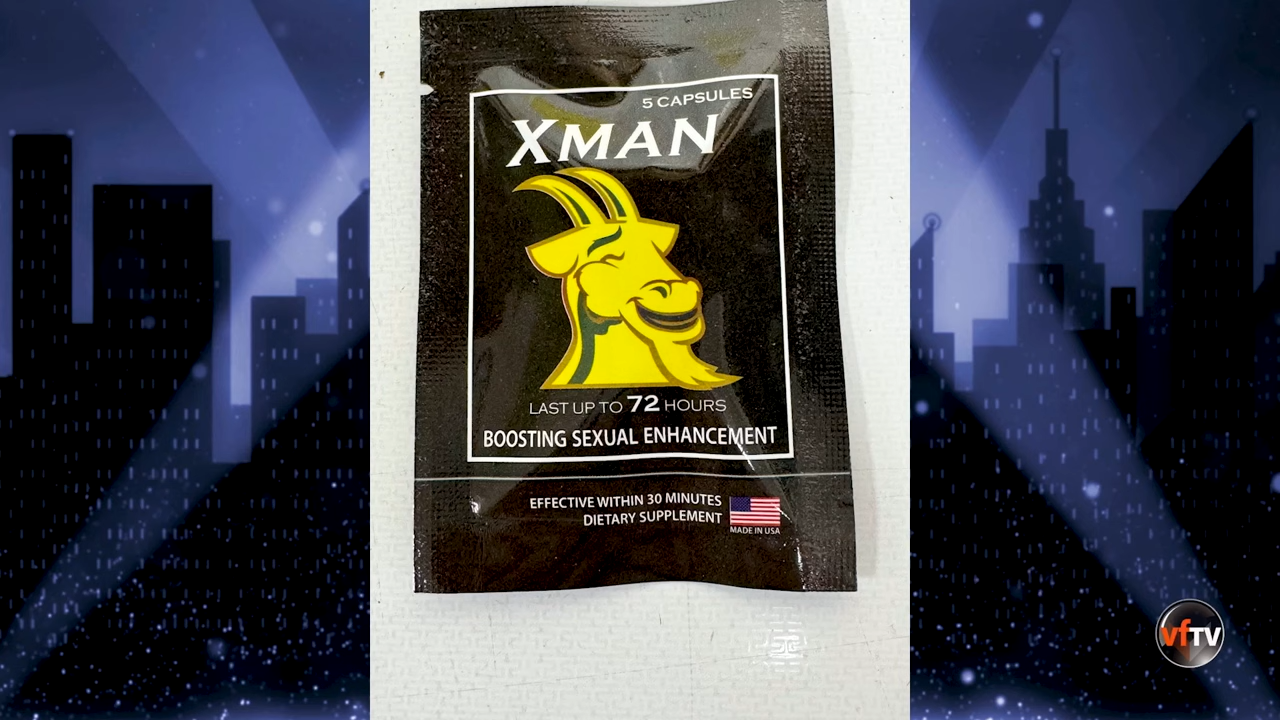 5 CAPSULES
XMAN
LAST UP TO 72 HOURS
BOOSTING SEXUAL ENHANCEMENT
EFFECTIVE WITHIN 30 MINUTES
DIETARY SUPPLEMENT
MADE IN USA
vfTV